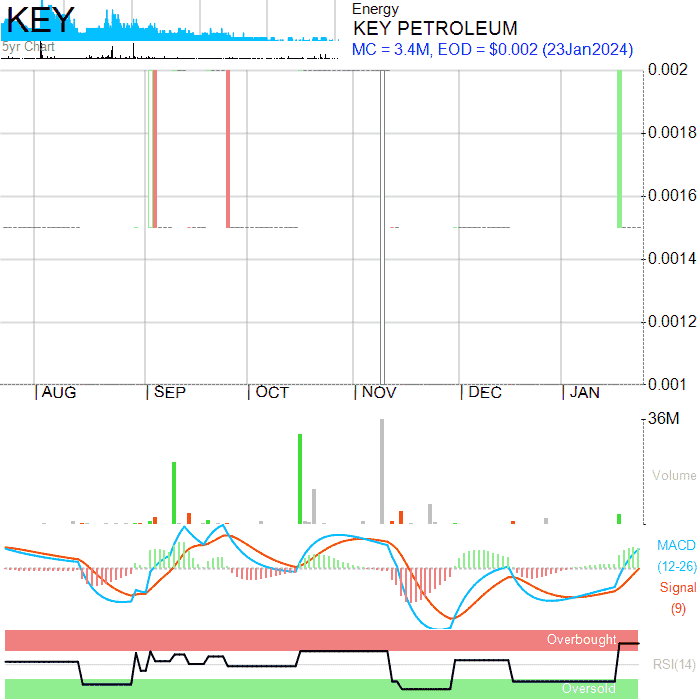 KEY
5yr Chart
Energy
KEY PETROLEUM
MC = 3.4M, EOD = $0.002 (23Jan2024)
0.002
0.0018
0.0016
0.0014
0.0012
0.001
AUG SEP OCT NOV DEC JAN
36M
Volume
MACD
(12-26)
Signal
(9)
Overbought
RSI(14)
Oversold